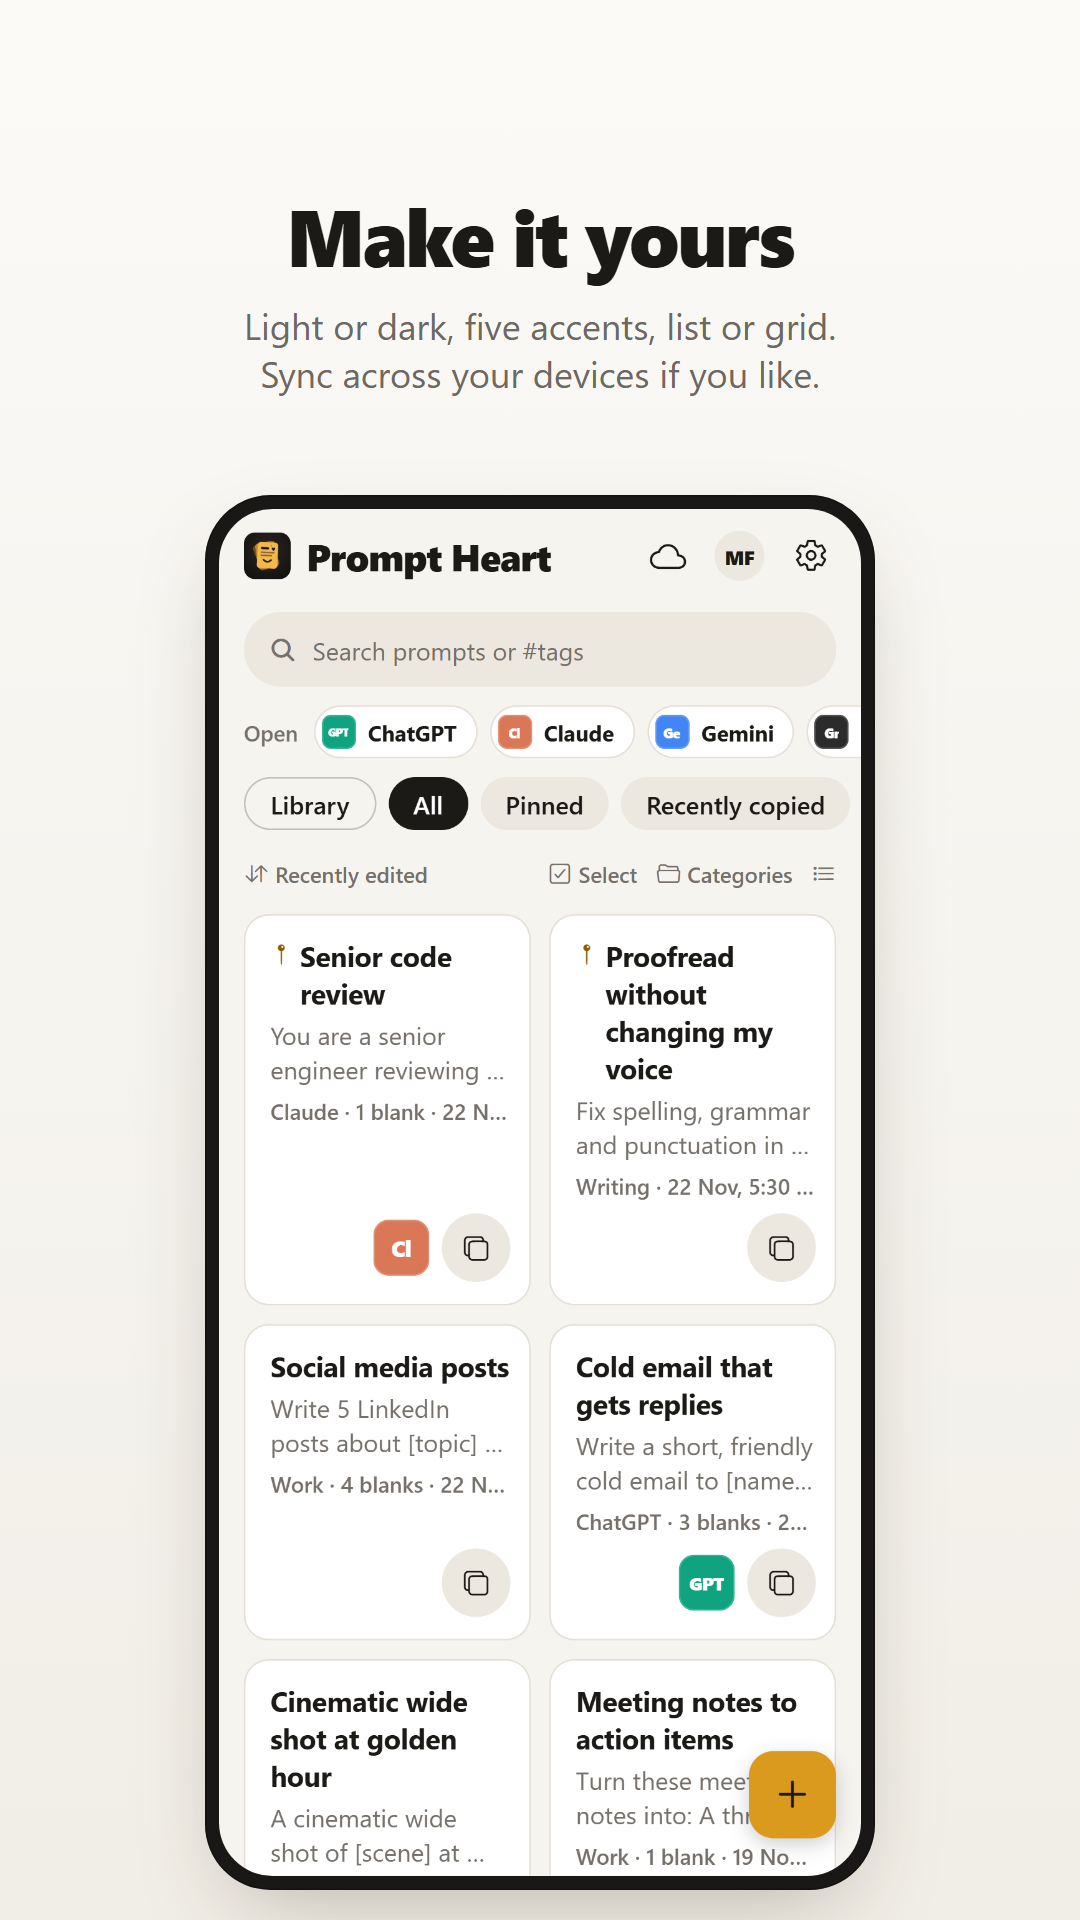 Make it yours
Light or dark, five accents, list or grid.
Sync across your devices if you like.
Prompt Heart
MF
Search prompts or #tags
Open
GPT
ChatGPT
Cl
Claude
Ge
Gemini
Gr
Library
All
Pinned
Recently copied
Recently edited
Select
Categories
Senior code
review
You are a senior
engineer reviewing ...
Claude · 1 blank · 22 N...
Cl
Proofread
without
changing my
voice
Fix spelling, grammar
and punctuation in ...
Writing · 22 Nov, 5:30 ...
Social media posts
Write 5 LinkedIn
posts about [topic] ...
Work · 4 blanks · 22 N...
Cold email that
gets replies
Write a short, friendly
cold email to [name...
ChatGPT · 3 blanks · 2...
GPT
Cinematic wide
shot at golden
hour
A cinematic wide
shot of [scene] at ...
Meeting notes to
action items
Turn these
notes into: A
Work · 1 blank · 19 No...